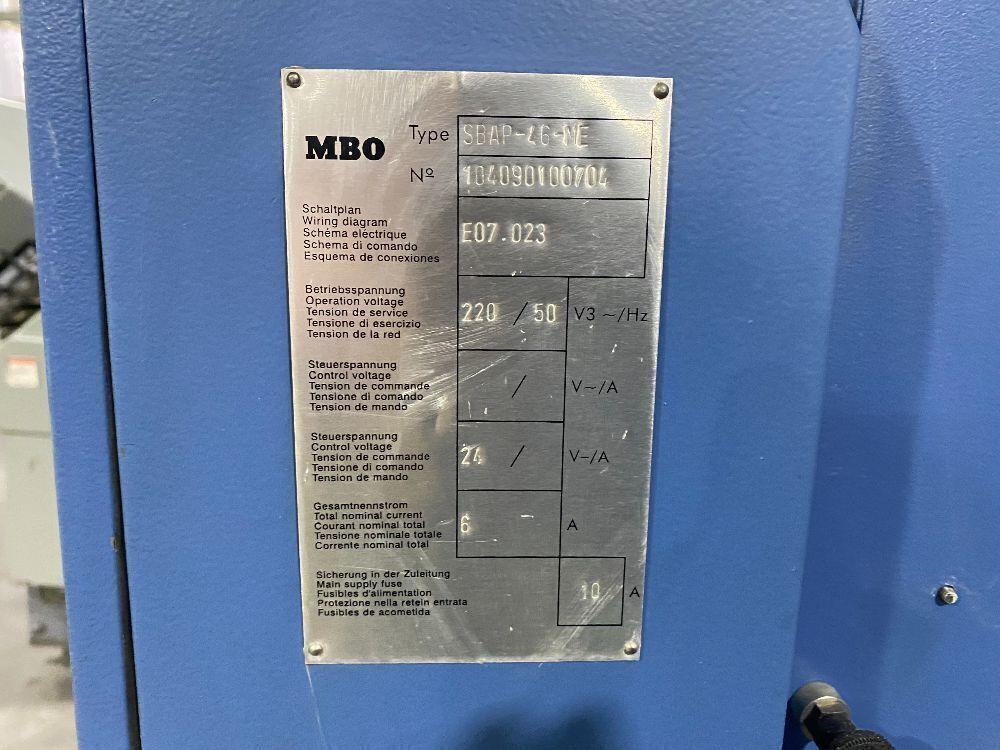 MBO
Type SBAP-46-ME
Nº 104090100704
Schaltplan
Wiring diagram
Schéma eléctrique
Schema di comando
Esquema de conexiones
E07.023
Betriebsspannung
Operation voltage
Tension de service
Tensione di esercizio
Tension de la red
220 / 50 V3 ~/Hz
Steuerspannung
Control voltage
Tension de commande
Tensione di comando
Tension de mando
/ V~/A
Steuerspannung
Control voltage
Tension de commande
Tensione di comando
Tension de mando
24 / V-/A
Gesamtnennstrom
Total nominal current
Courant nominal total
Tensione nominale totale
Corrente nominal total
6 A
Sicherung in der Zuleitung
Main supply fuse
Fusibles d'alimentation
Protezione nella retein entrata
Fusibles de acometida
10 A